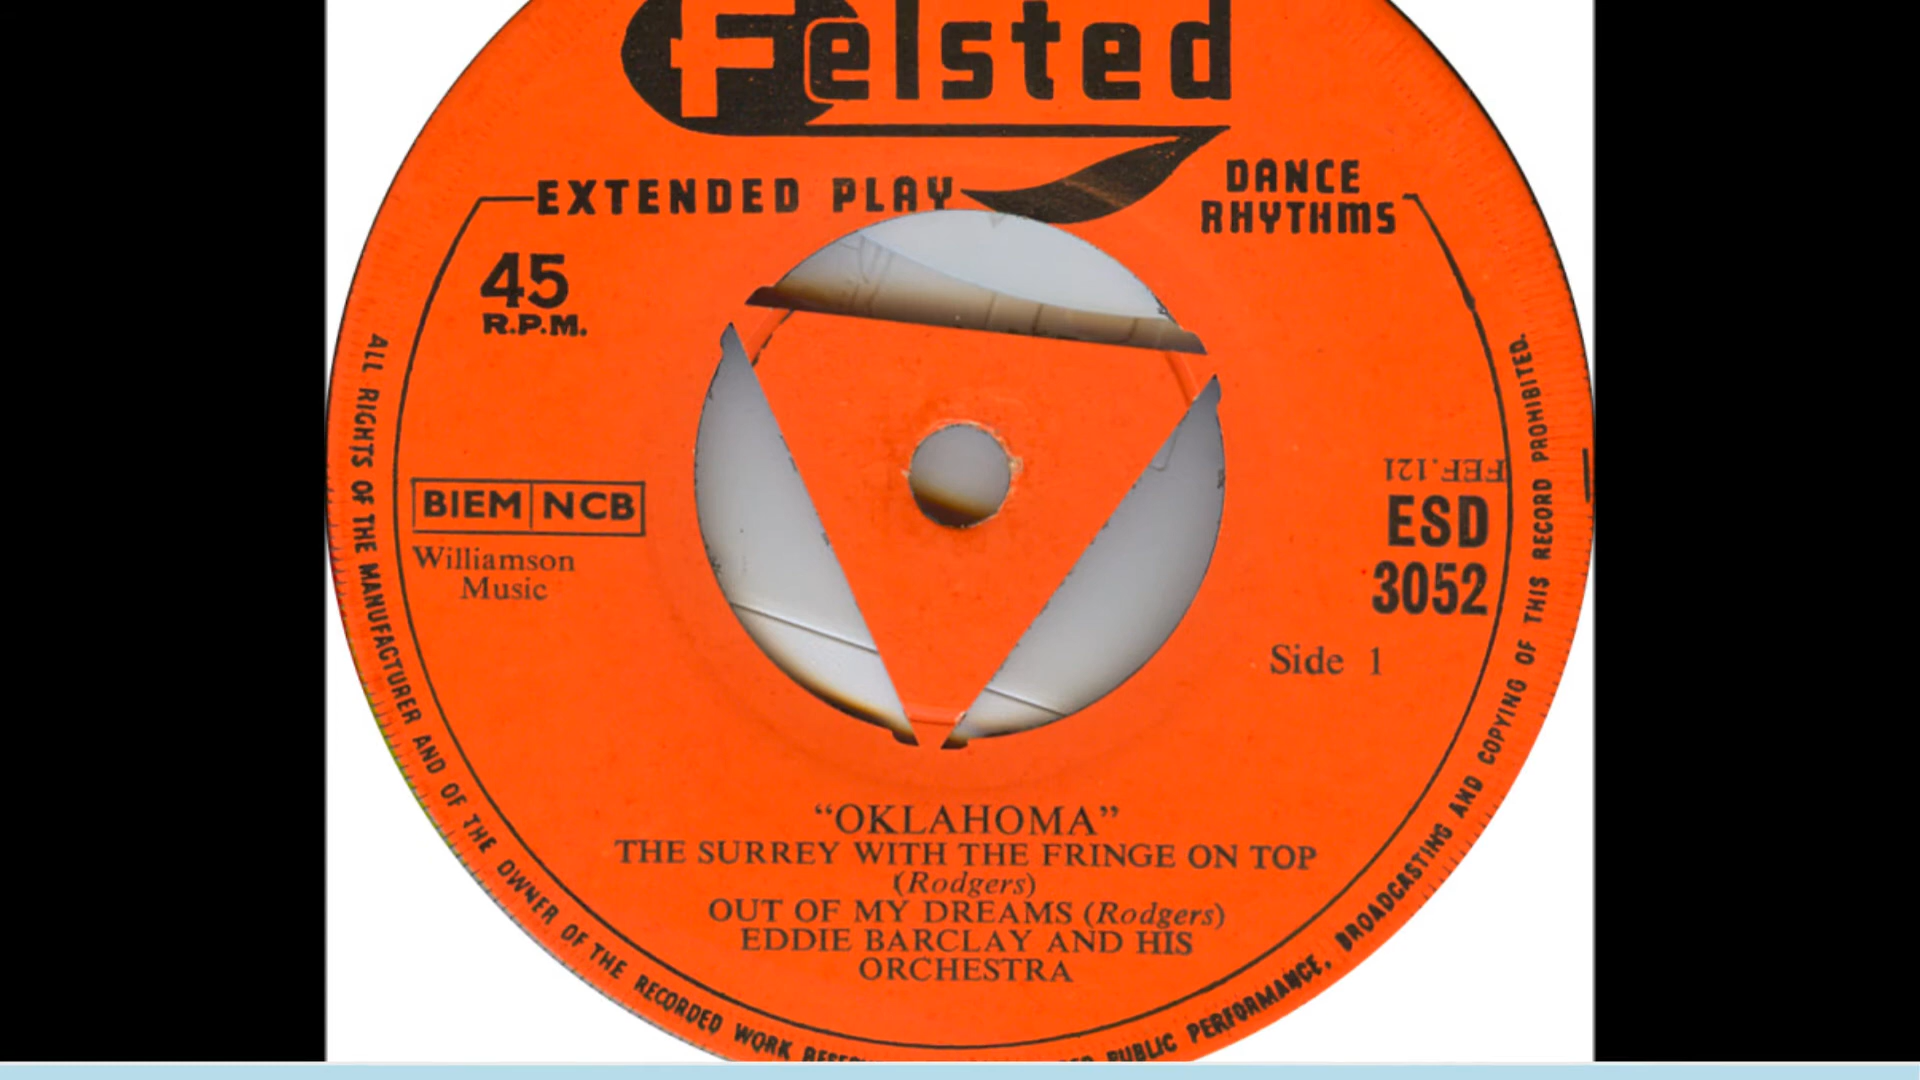 Felsted
EXTENDED PLAY
DANCE
RHYTHMS
45
R.P.M.
BIEM NCB
Williamson
Music
FEF.121
ESD
3052
Side 1
"OKLAHOMA"
THE SURREY WITH THE FRINGE ON TOP
(Rodgers)
OUT OF MY DREAMS (Rodgers)
EDDIE BARCLAY AND HIS
ORCHESTRA
ALL RIGHTS OF THE MANUFACTURER AND OF THE OWNER OF THE RECORDED WORK
PUBLIC PERFORMANCE, BROADCASTING AND COPYING OF THIS RECORD PROHIBITED.